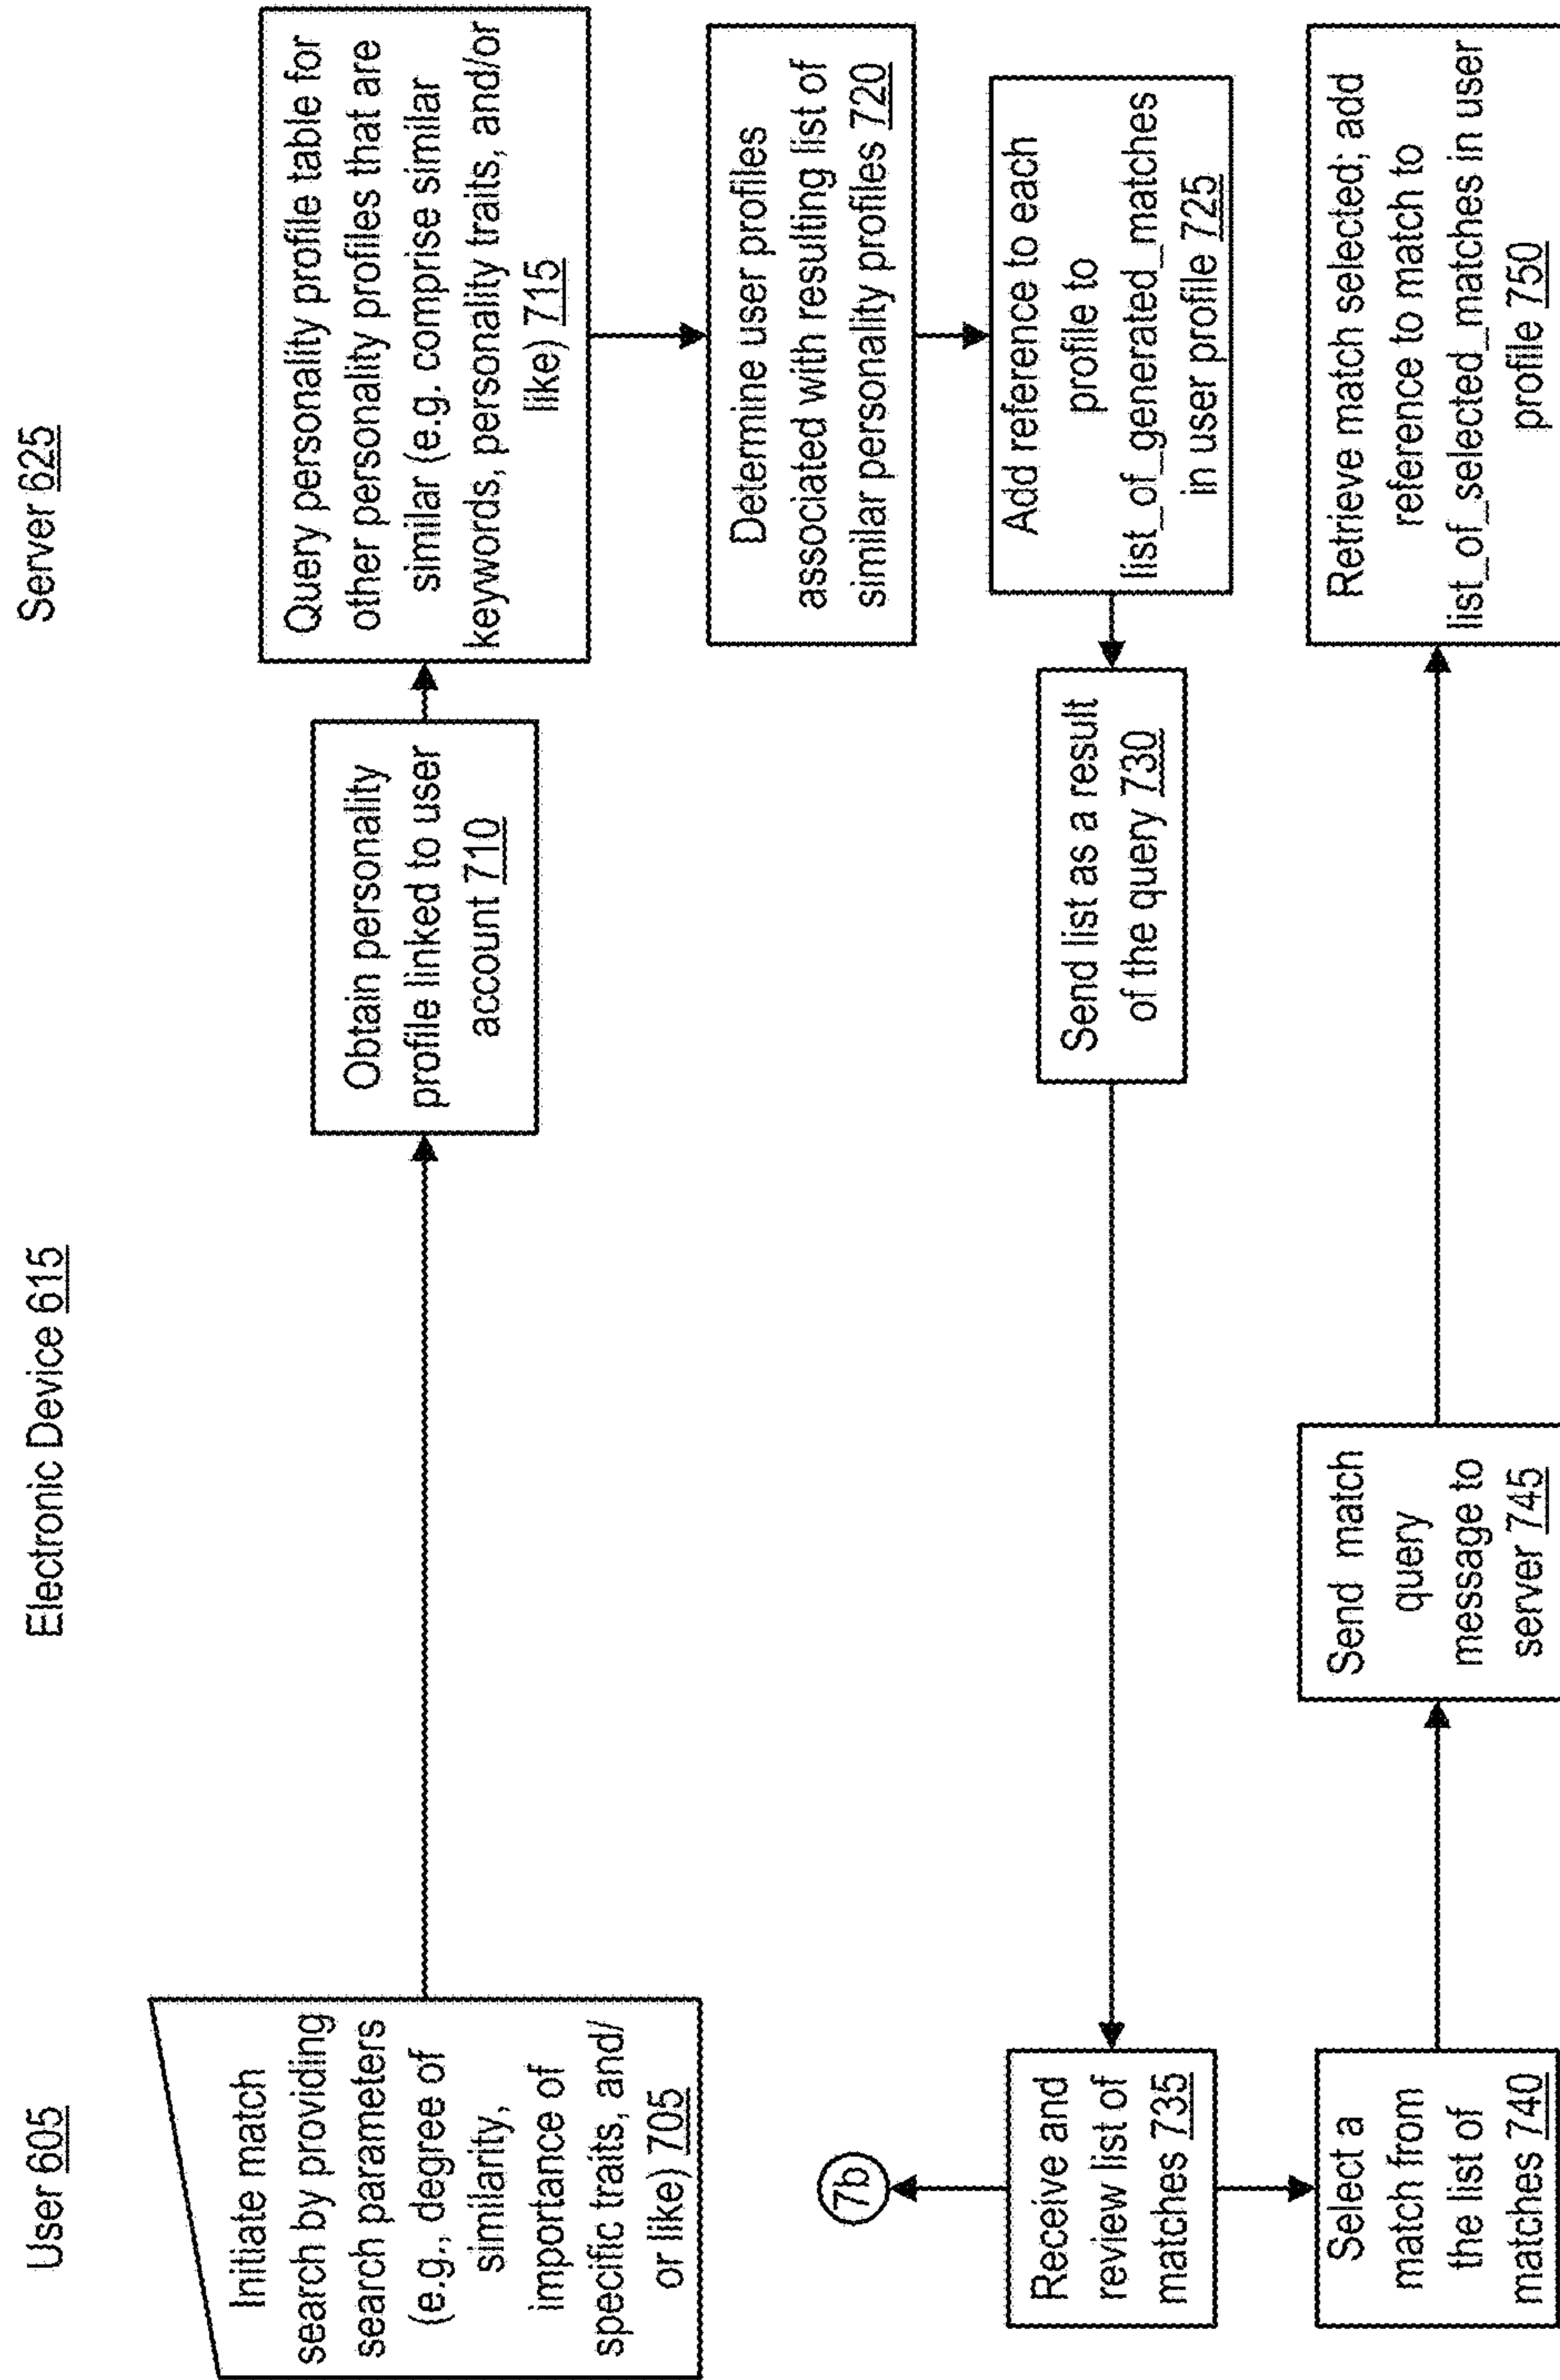 User 605
Electronic Device 615
Server 625
Initiate match
search by providing
search parameters
(e.g., degree of
similarity,
importance of
specific traits, and/
or like) 705
Obtain personality
profile linked to user
account 710
Query personality profile table for
other personality profiles that are
similar (e.g. comprise similar
keywords, personality traits, and/or
like) 715
Determine user profiles
associated with resulting list of
similar personality profiles 720
Add reference to each
profile to
list_of_generated_matches
in user profile 725
Send list as a result
of the query 730
7b
Receive and
review list of
matches 735
Select a
match from
the list of
matches 740
Send match
query
message to
server 745
Retrieve match selected; add
reference to match to
list_of_selected_matches in user
profile 750